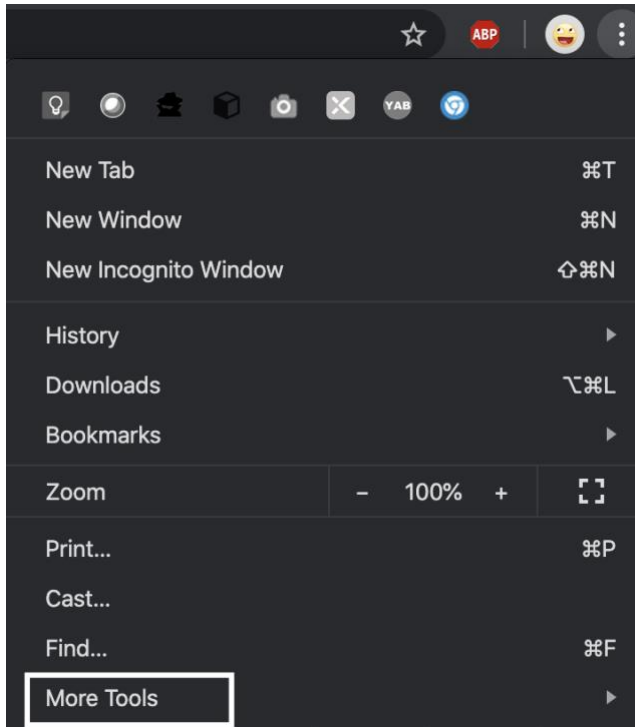 ABP
YAB
New Tab ⌘T
New Window ⌘N
New Incognito Window ⇧⌘N
History
Downloads ⌥⌘L
Bookmarks
Zoom - 100% +
Print... ⌘P
Cast...
Find... ⌘F
More Tools